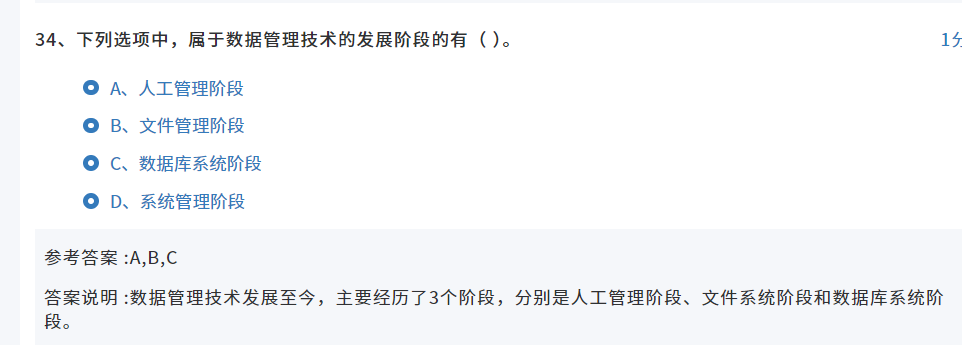 34、下列选项中，属于数据管理技术的发展阶段的有（ ）。
1分
A、人工管理阶段
B、文件管理阶段
C、数据库系统阶段
D、系统管理阶段
参考答案 :A,B,C
答案说明 :数据管理技术发展至今，主要经历了3个阶段，分别是人工管理阶段、文件系统阶段和数据库系统阶
段。